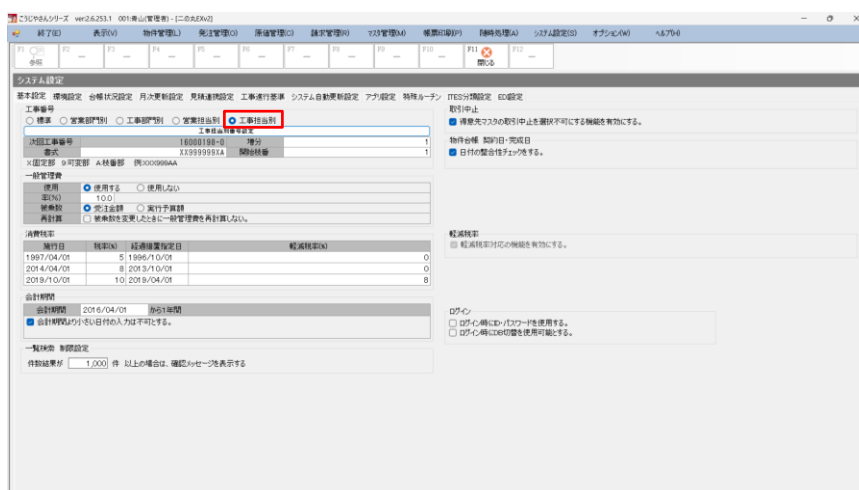 こうじやさんシリーズ ver.2.6.253.1 001:青山(管理者) - [二の丸EXv2]
終了(E) 表示(V) 物件管理(L) 発注管理(O) 原価管理(C) 請求管理(R) マスタ管理(M) 帳票印刷(P) 随時処理(A) システム設定(S) オプション(W) ヘルプ(H)
F1 F2 F3 F4 F5 F6 F7 F8 F9 F10 F11 F12
参照 閉じる
システム設定
基本設定 環境設定 台帳状況設定 月次更新設定 見積連携設定 工事進行基準 システム自動更新設定 アプリ設定 特殊ルーチン ITES分類設定 EDI設定
工事番号
標準 営業部門別 工事部門別 営業担当別 工事担当別
工事担当別番号設定
次回工事番号 16000198-0 増分 1
書式 XX999999XA 開始枝番 1
X固定部 9可変部 A枝番部 例)XXX999AAA
一般管理費
使用 使用する 使用しない
率(%) 10.0
被乗数 受注金額 実行予算額
再計算 被乗数を変更したときに一般管理費を再計算しない。
消費税率
施行日 税率(%) 経過措置指定日 軽減税率(%)
1997/04/01 5 1996/10/01 0
2014/04/01 8 2013/10/01 0
2019/10/01 10 2019/04/01 8
会計期間
会計期間 2016/04/01 から1年間
会計期間より小さい日付の入力は不可とする。
一覧検索 制限設定
件数結果が 1,000 件 以上の場合は、確認メッセージを表示する
取引中止
得意先マスタの取引中止を選択不可にする機能を有効にする。
物件台帳 契約日・完成日
日付の整合性チェックをする。
軽減税率
軽減税率対応の機能を有効にする。
ログイン
ログイン時にID・パスワードを使用する。
ログイン時にDB切替を使用可能とする。